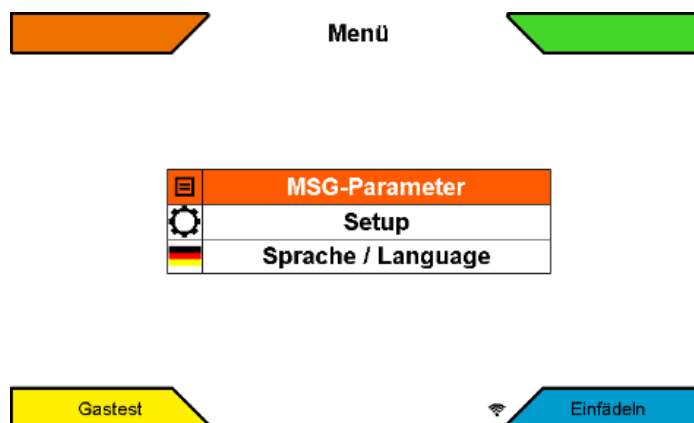 Menü
MSG-Parameter
Setup
Sprache / Language
Gastest
Einfädeln